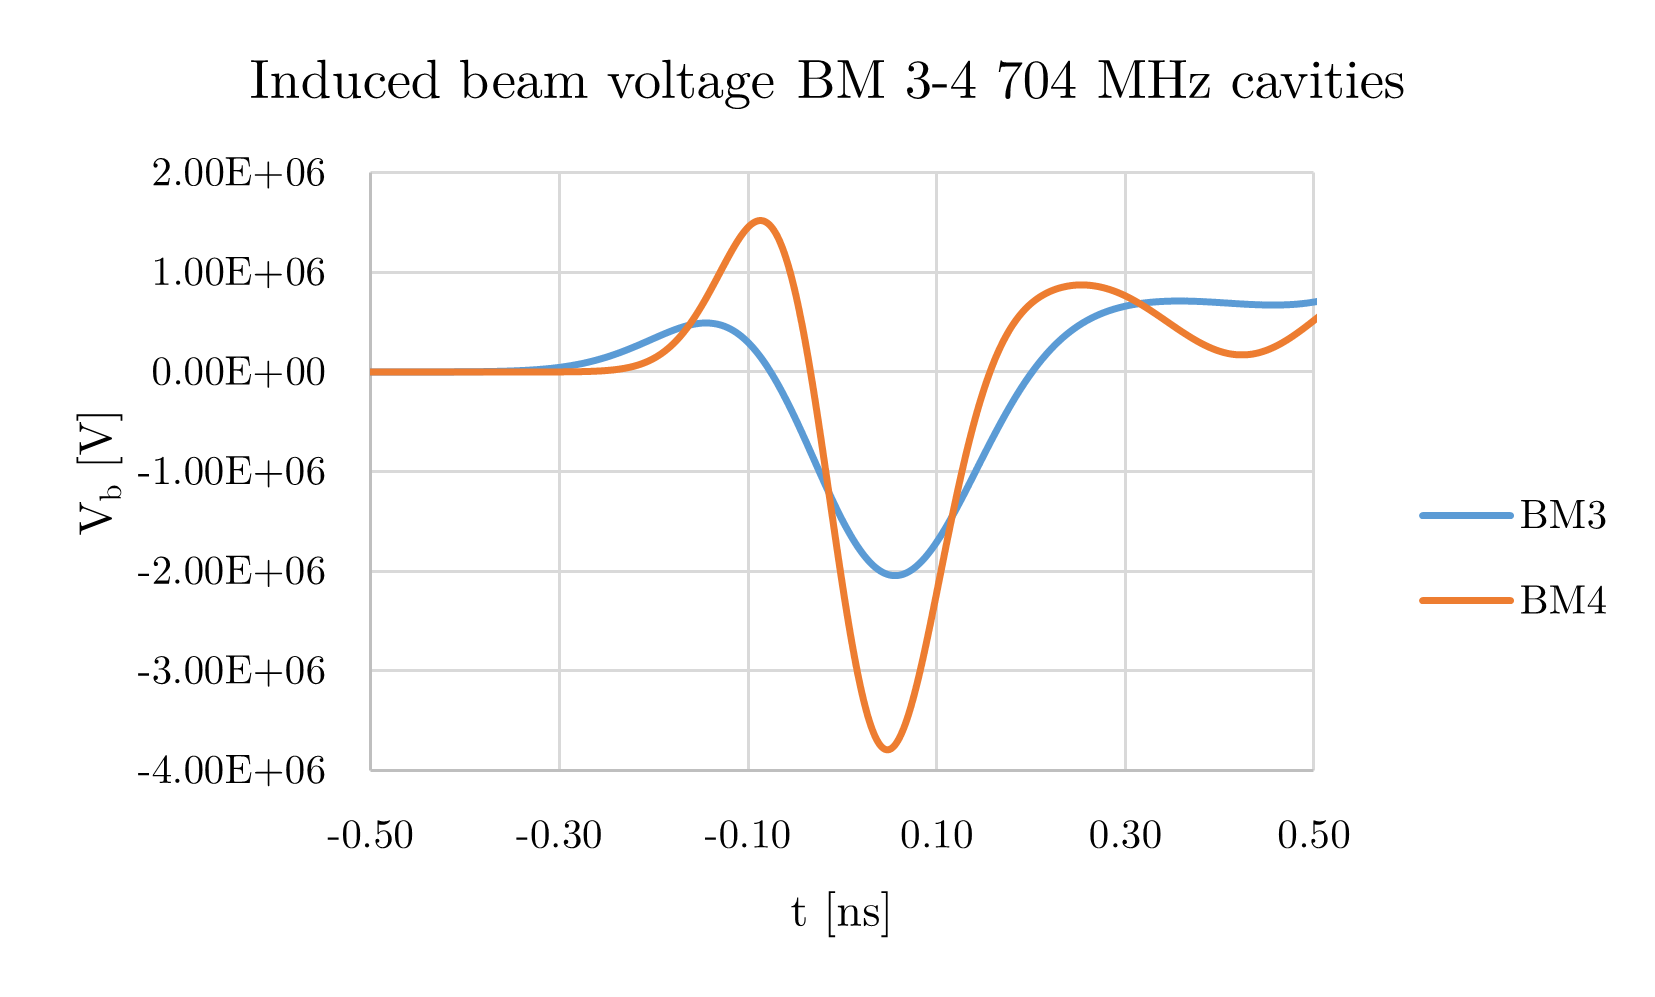 Induced beam voltage BM 3-4 704 MHz cavities
2.00E+06
1.00E+06
0.00E+00
-1.00E+06
-2.00E+06
-3.00E+06
-4.00E+06
V_b [V]
-0.50 -0.30 -0.10 0.10 0.30 0.50
t [ns]
BM3
BM4